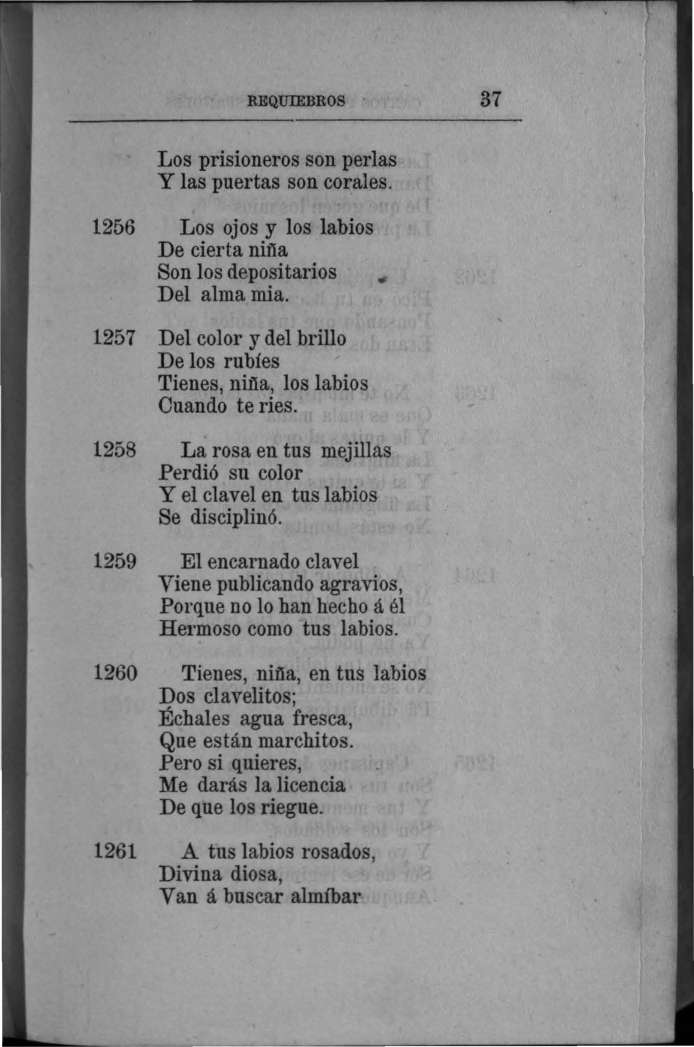 REQUIEBROS 37
Los prisioneros son perlas
Y las puertas son corales.
1256 Los ojos y los labios
De cierta niña
Son los depositarios
Del alma mia.
1257 Del color y del brillo
De los rubíes
Tienes, niña, los labios
Cuando te ries.
1258 La rosa en tus mejillas
Perdió su color
Y el clavel en tus labios
Se disciplinó.
1259 El encarnado clavel
Viene publicando agravios,
Porque no lo han hecho á él
Hermoso como tus labios.
1260 Tienes, niña, en tus labios
Dos clavelitos;
Échales agua fresca,
Que están marchitos.
Pero si quieres,
Me darás la licencia
De que los riegue.
1261 A tus labios rosados,
Divina diosa,
Van á buscar almíbar